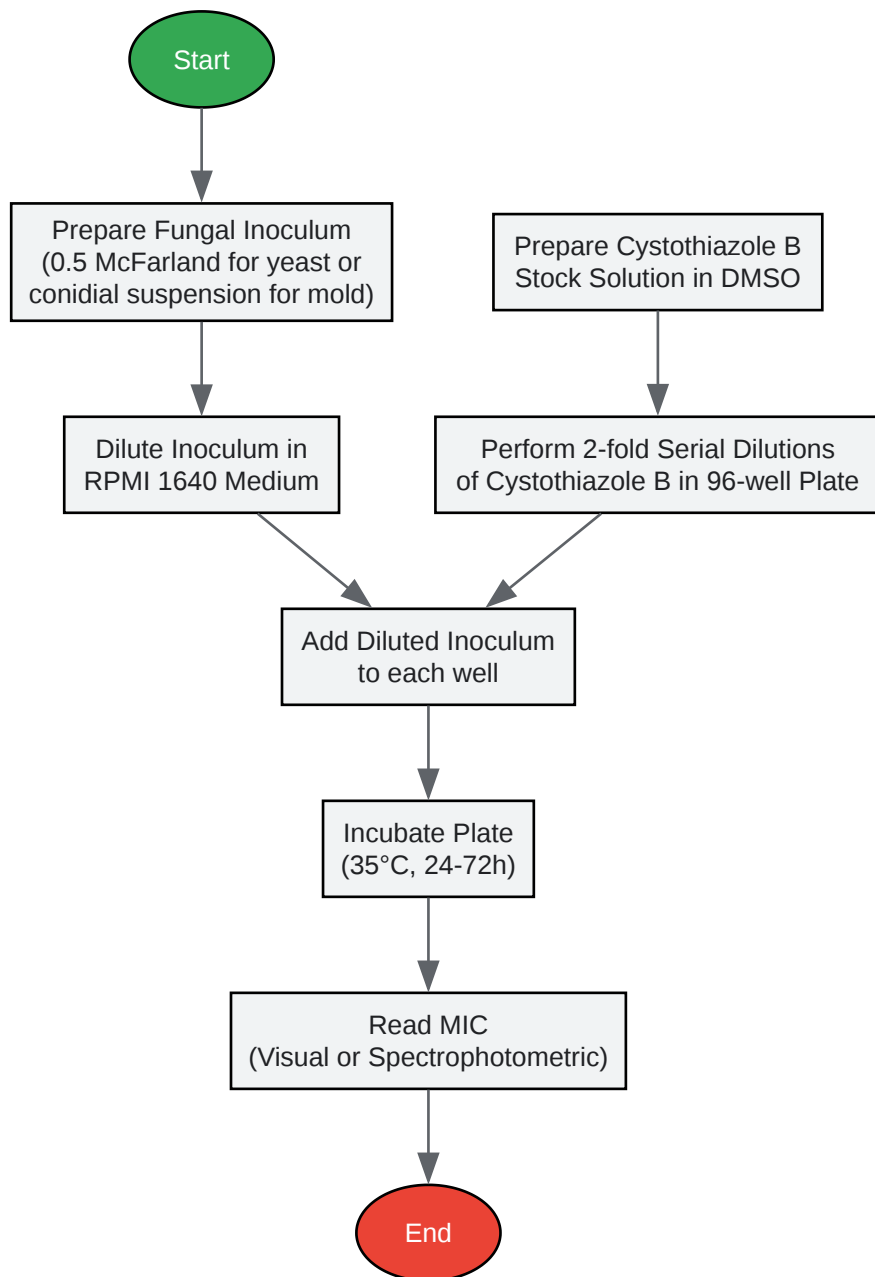 Start
Prepare Fungal Inoculum
(0.5 McFarland for yeast or
conidial suspension for mold)
Prepare Cystothiazole B
Stock Solution in DMSO
Dilute Inoculum in
RPMI 1640 Medium
Perform 2-fold Serial Dilutions
of Cystothiazole B in 96-well Plate
Add Diluted Inoculum
to each well
Incubate Plate
(35°C, 24-72h)
Read MIC
(Visual or Spectrophotometric)
End